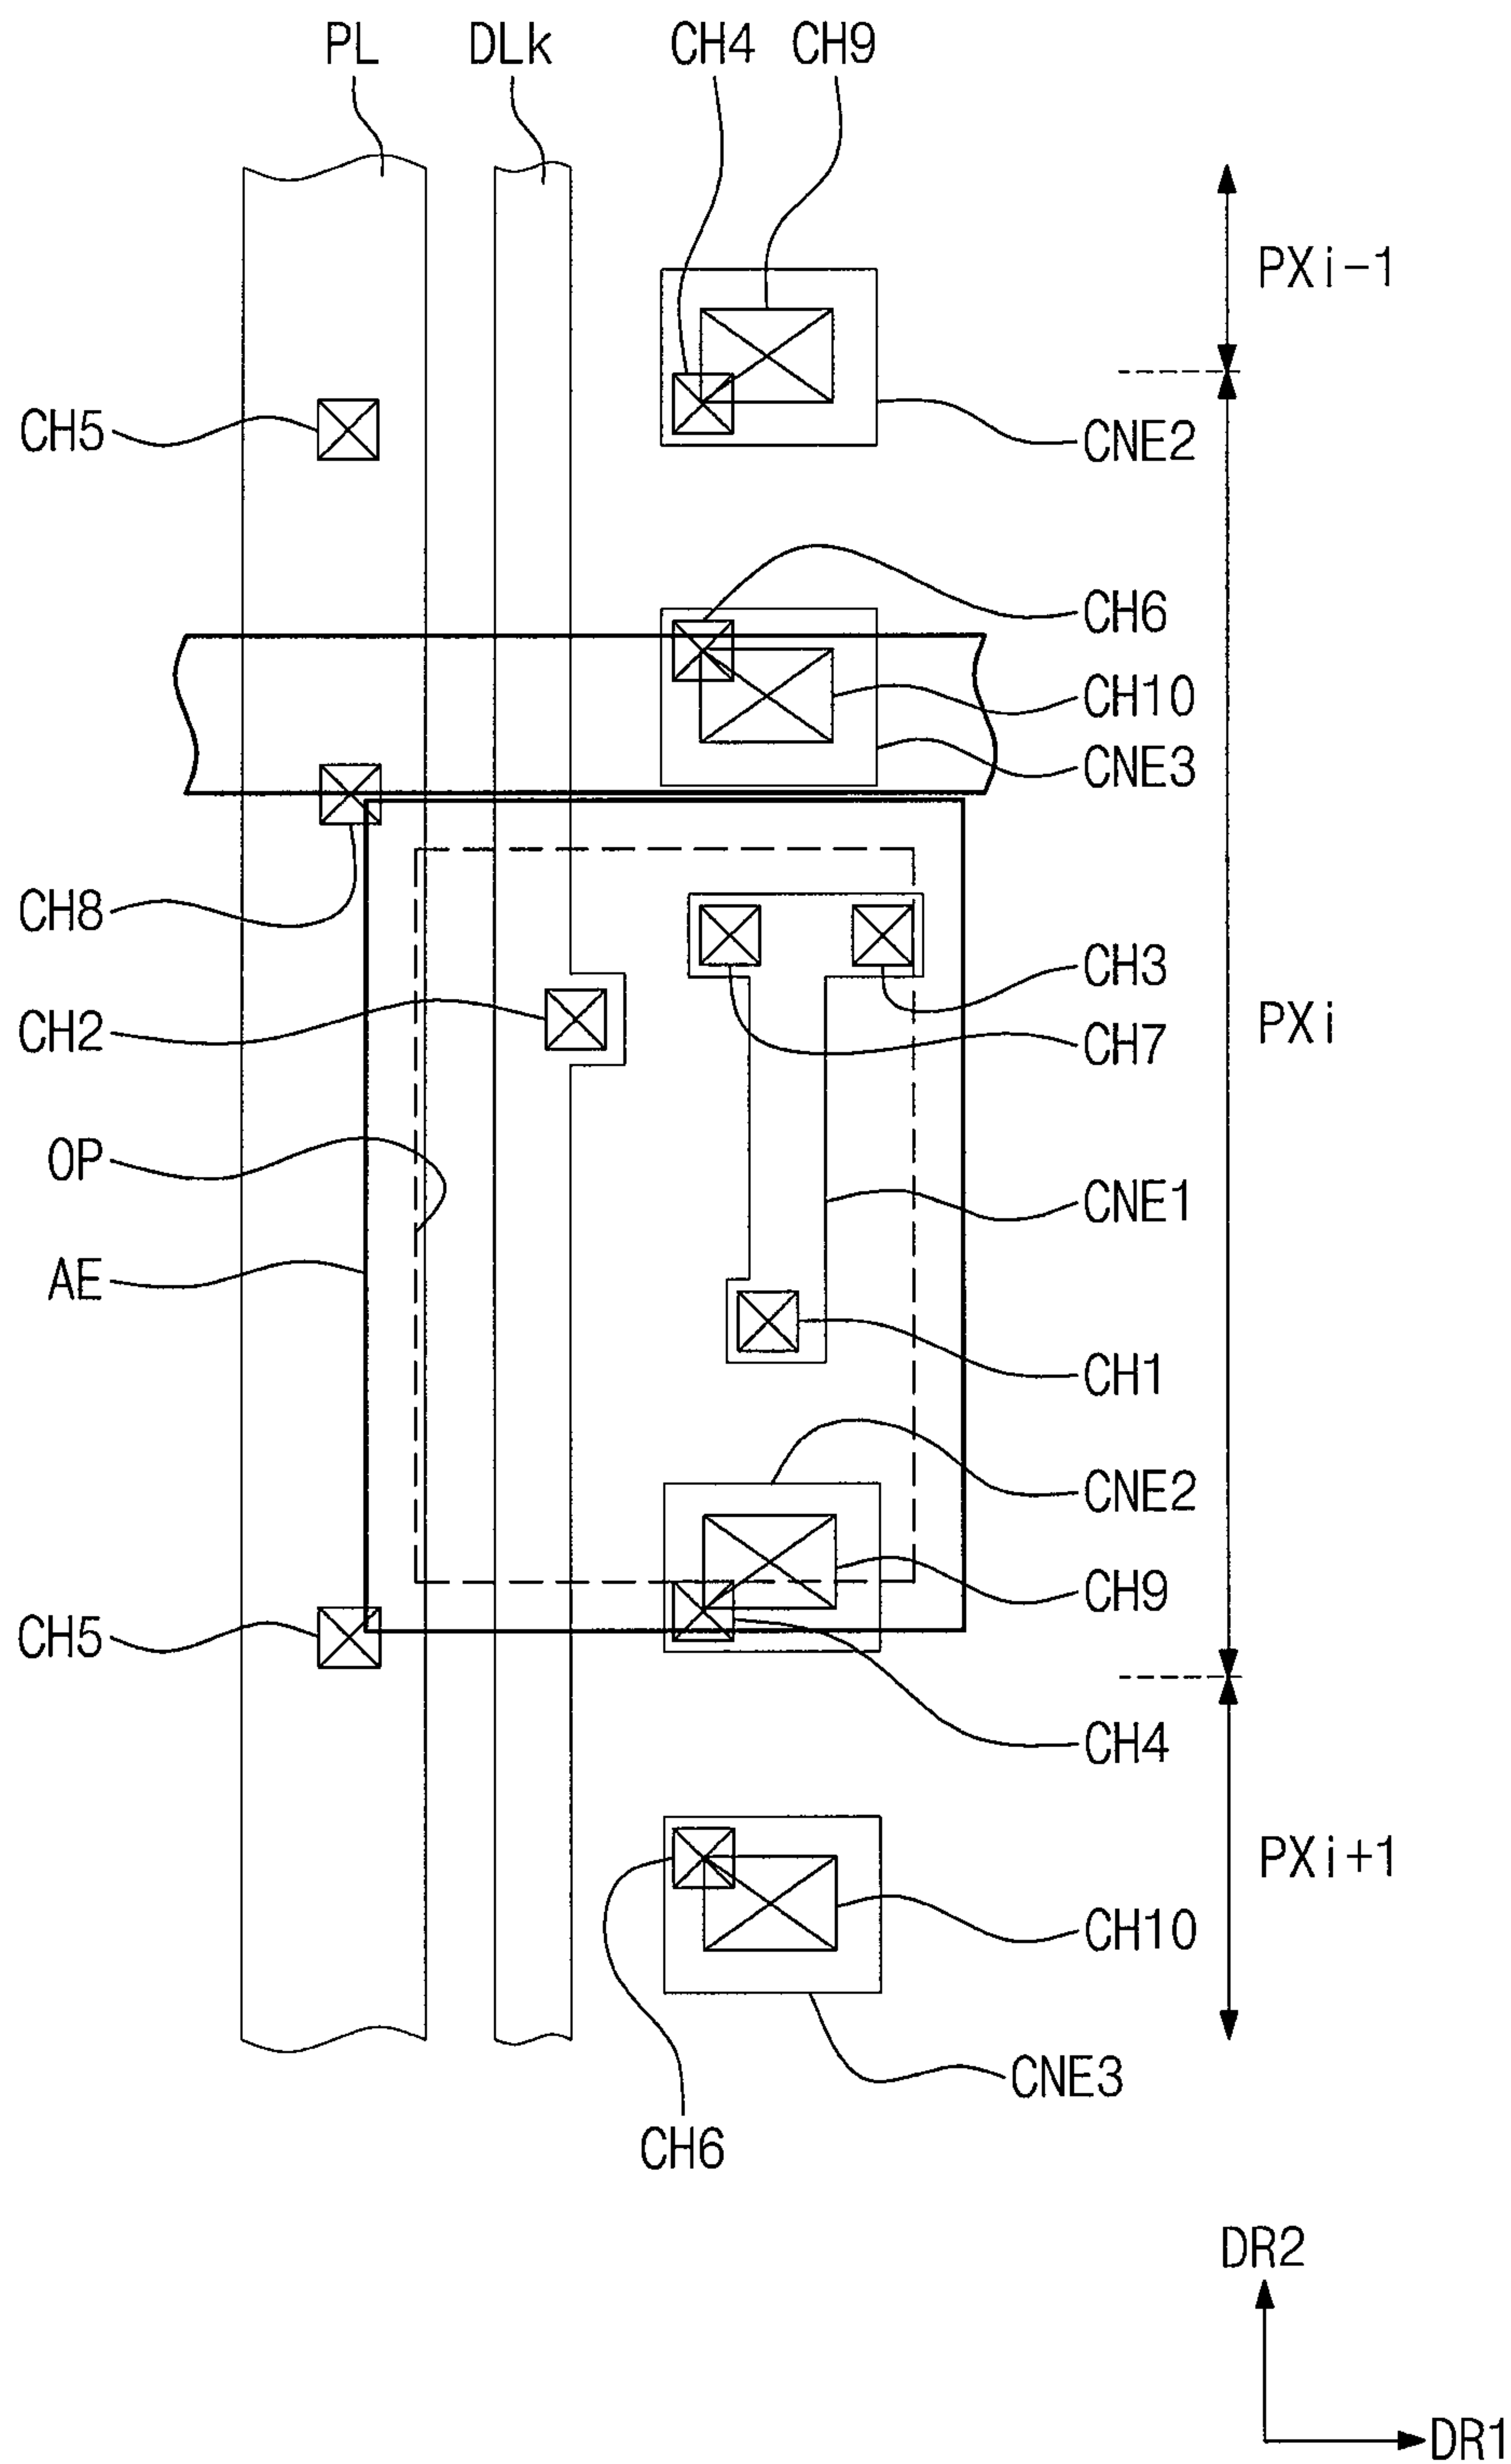 PL DLk CH4 CH9
PXi-1
CH5
CNE2
CH6
CH10
CNE3
CH8
CH3
CH2
PXi
CH7
OP
CNE1
AE
CH1
CNE2
CH9
CH5
CH4
PXi+1
CH10
CNE3
CH6
DR2
DR1